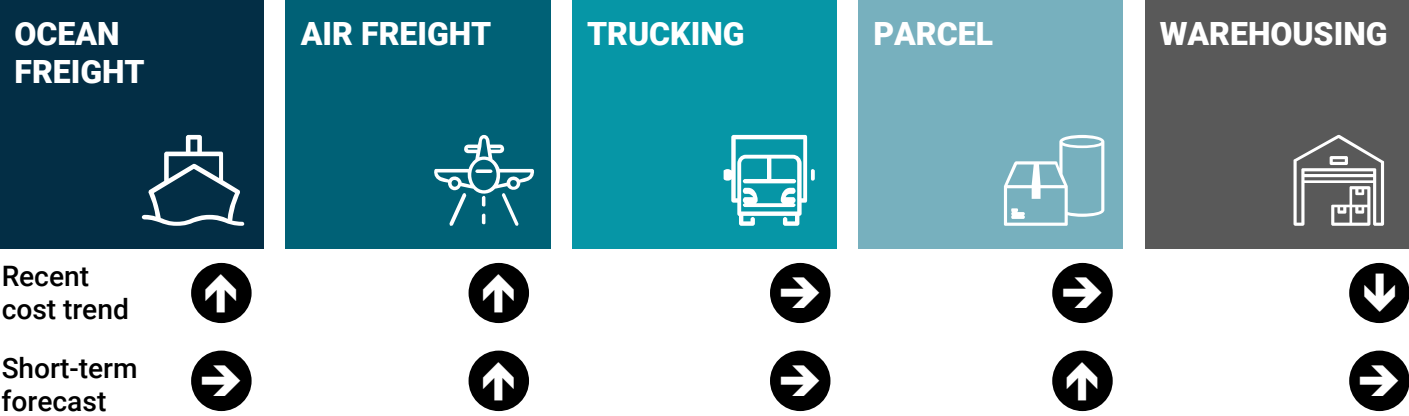 OCEAN
FREIGHT
AIR FREIGHT
TRUCKING
PARCEL
WAREHOUSING
Recent
cost trend
Short-term
forecast